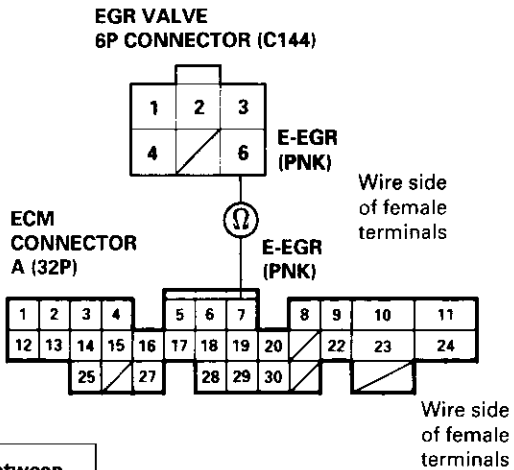 EGR VALVE
6P CONNECTOR (C144)
1 2 3
4 6
E-EGR
(PNK)
Wire side
of female
terminals
Ω
ECM
CONNECTOR
A (32P)
E-EGR
(PNK)
1 2 3 4 5 6 7 8 9 10 11
12 13 14 15 16 17 18 19 20 22 23 24
25 27 28 29 30
Wire side
of female
terminals